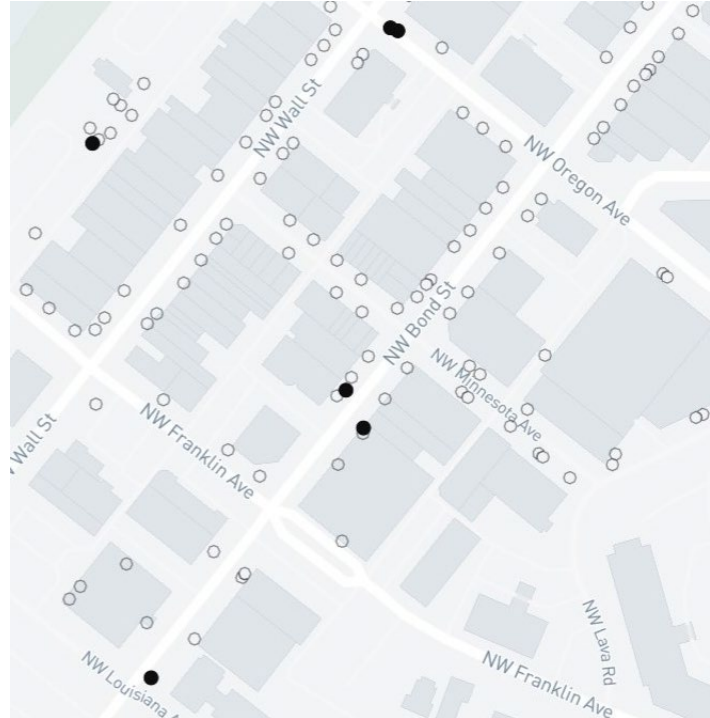 NW Wall St
NW Oregon Ave
NW Bond St
NW Minnesota Ave
NW Franklin Ave
Wall St
NW Lava Rd
NW Louisiana A
NW Franklin Ave